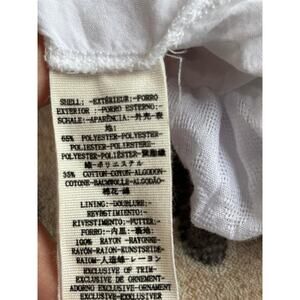 SHELL:-EXTÉRIEUR:-FORRO
EXTERIOR :-FORRO ESTERNO:-
SCHALE:-APARÊNCIA:-外壳-表
地:
65% POLYESTER-POLYESTER-
POLIESTER-POLIESTERE-
POLYESTER-POLIÉSTER-聚酯纖
維-ポリエステル
35% COTTON-COTON-ALGODON-
COTONE-BAUMWOLLE-ALGODÃO-
棉花-綿
LINING:-DOUBLURE:-
REVESTIMIENTO:-
RIVESTIMENTO:-FUTTER:-
FORRO:-内里:-裏地:
100% RAYON-RAYONNE-
RAYÓN-RAION-KUNSTSEIDE-
RAIOM-人造絲-レーヨン
EXCLUSIVE OF TRIM-
EXCLUSIVE DE ORNEMENT-
ADORNO EXCLUSIVO DE-
EXCLUSIVE